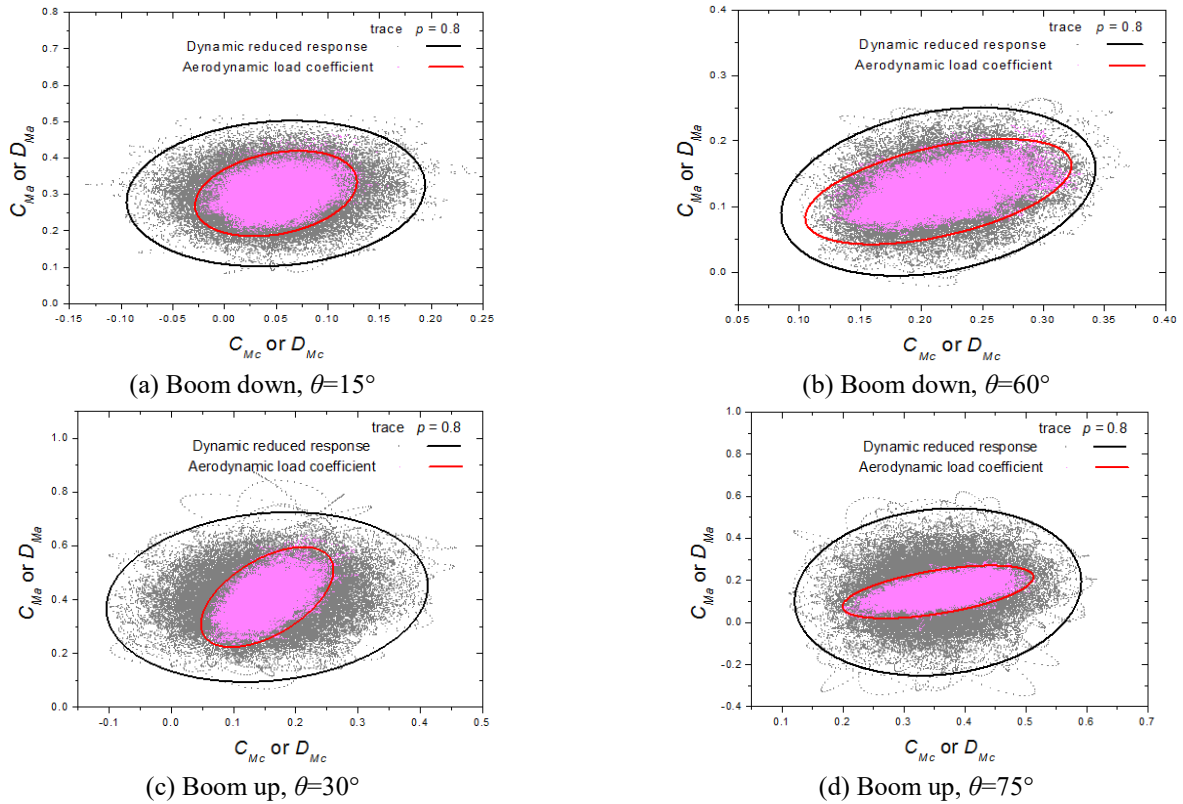 trace p = 0.8
Dynamic reduced response
Aerodynamic load coefficient
C_Ma or D_Ma
0.8
0.7
0.6
0.5
0.4
0.3
0.2
0.1
0.0
-0.15 -0.10 -0.05 0.00 0.05 0.10 0.15 0.20 0.25
C_Mc or D_Mc
(a) Boom down, θ=15°
trace p = 0.8
Dynamic reduced response
Aerodynamic load coefficient
C_Ma or D_Ma
0.4
0.3
0.2
0.1
0.0
0.05 0.10 0.15 0.20 0.25 0.30 0.35 0.40
C_Mc or D_Mc
(b) Boom down, θ=60°
trace p = 0.8
Dynamic reduced response
Aerodynamic load coefficient
C_Ma or D_Ma
1.0
0.8
0.6
0.4
0.2
0.0
-0.1 0.0 0.1 0.2 0.3 0.4 0.5
C_Mc or D_Mc
(c) Boom up, θ=30°
trace p = 0.8
Dynamic reduced response
Aerodynamic load coefficient
C_Ma or D_Ma
1.0
0.8
0.6
0.4
0.2
0.0
-0.2
-0.4
0.1 0.2 0.3 0.4 0.5 0.6 0.7
C_Mc or D_Mc
(d) Boom up, θ=75°